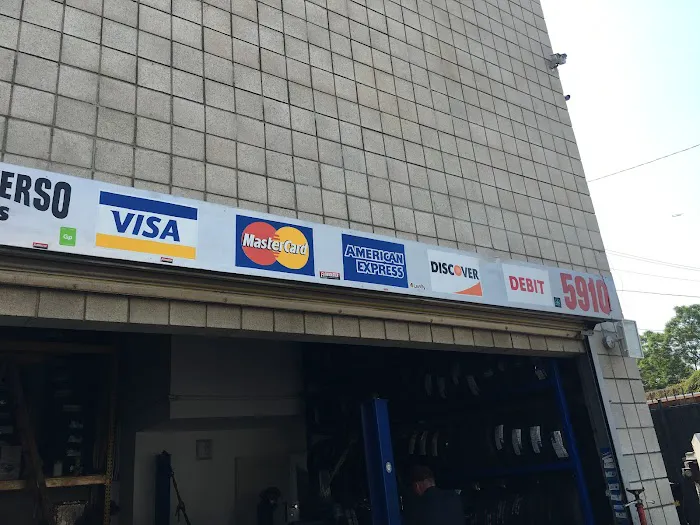 ERSO
s
VISA
MasterCard
AMERICAN
EXPRESS
DISCOVER
DEBIT
5910